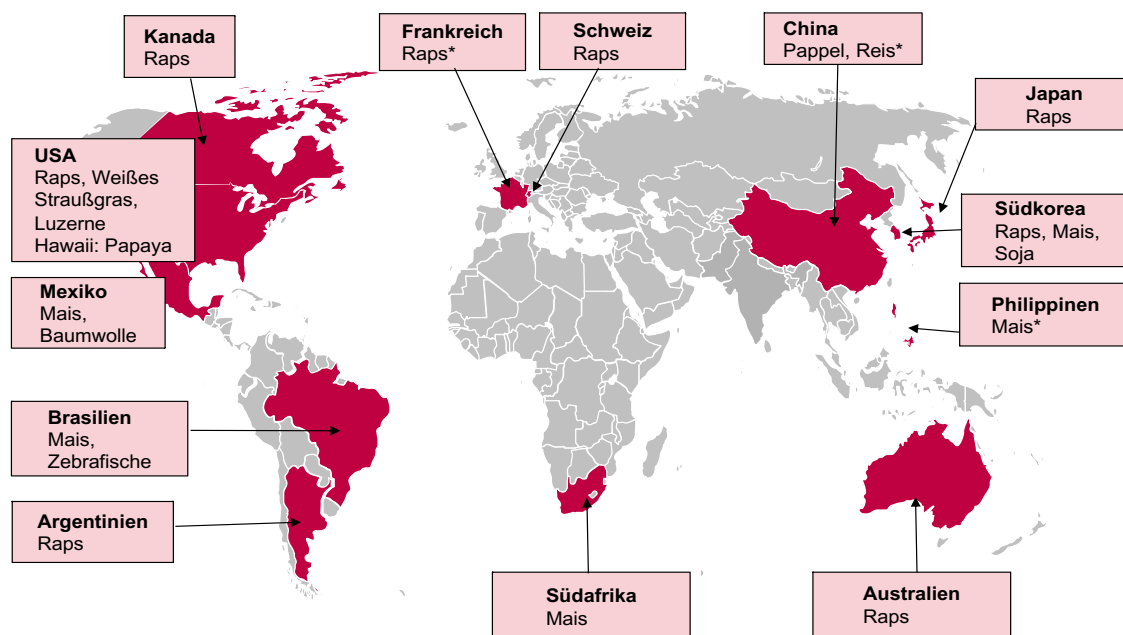 Kanada
Raps
Frankreich
Raps*
Schweiz
Raps
China
Pappel, Reis*
Japan
Raps
USA
Raps, Weißes
Straußgras,
Luzerne
Hawaii: Papaya
Südkorea
Raps, Mais,
Soja
Mexiko
Mais,
Baumwolle
Philippinen
Mais*
Brasilien
Mais,
Zebrafische
Argentinien
Raps
Südafrika
Mais
Australien
Raps